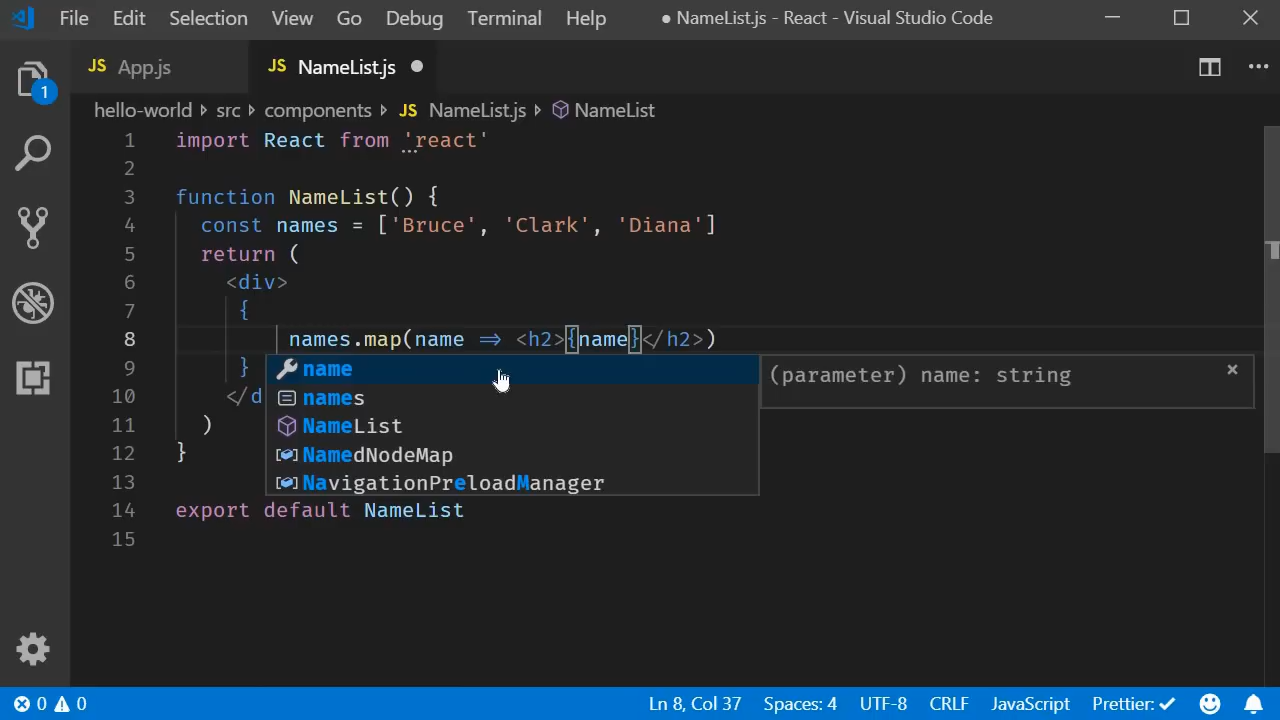 File Edit Selection View Go Debug Terminal Help ● NameList.js - React - Visual Studio Code
JS App.js JS NameList.js ●
1
hello-world src components JS NameList.js NameList
1 import React from 'react'
2
3 function NameList() {
4 const names = ['Bruce', 'Clark', 'Diana']
5 return (
6 <div>
7 {
8 names.map(name => <h2>{name}</h2>)
9 }
name (parameter) name: string ×
10 </d
names
11 )
NameList
12 }
NamedNodeMap
13
NavigationPreloadManager
14 export default NameList
15
0 0 Ln 8, Col 37 Spaces: 4 UTF-8 CRLF JavaScript Prettier: ✓